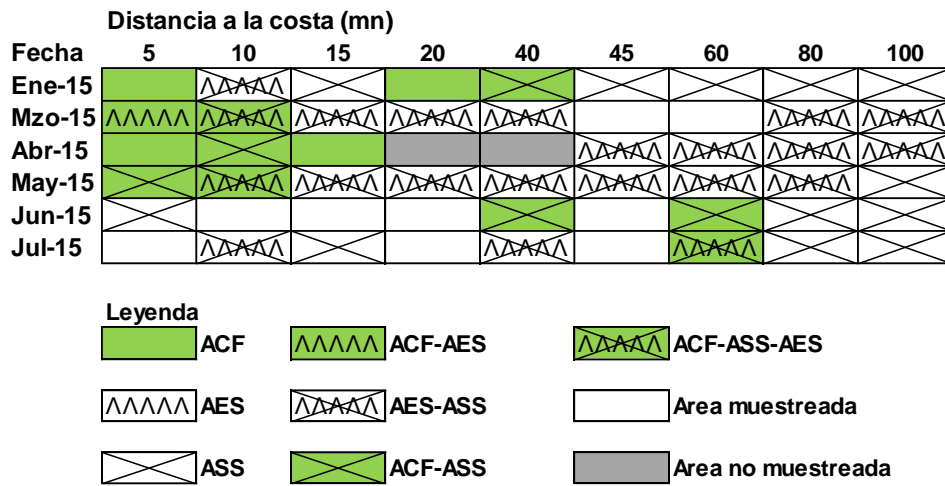 Distancia a la costa (mn)
Fecha 5 10 15 20 40 45 60 80 100
Ene-15
Mzo-15
Abr-15
May-15
Jun-15
Jul-15
Leyenda
ACF ACF-AES ACF-ASS-AES
AES AES-ASS Area muestreada
ASS ACF-ASS Area no muestreada